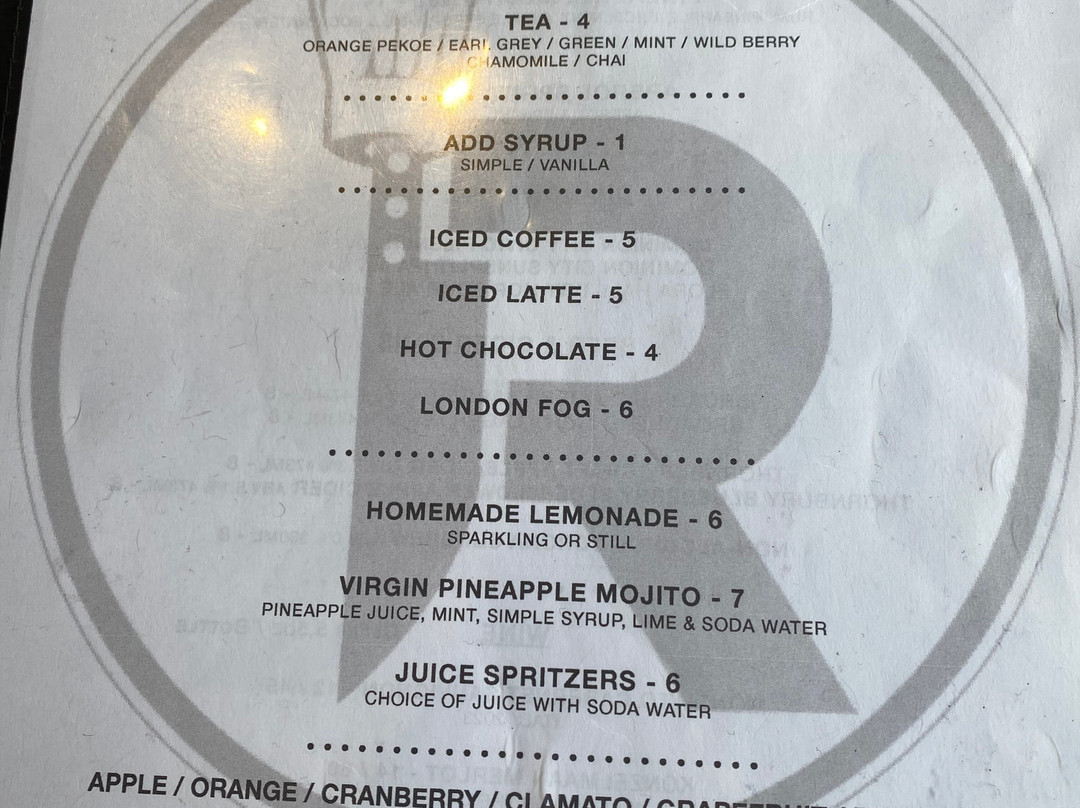 TEA - 4
ORANGE PEKOE / EARL GREY / GREEN / MINT / WILD BERRY
CHAMOMILE / CHAI
ADD SYRUP - 1
SIMPLE / VANILLA
ICED COFFEE - 5
ICED LATTE - 5
HOT CHOCOLATE - 4
LONDON FOG - 6
HOMEMADE LEMONADE - 6
SPARKLING OR STILL
VIRGIN PINEAPPLE MOJITO - 7
PINEAPPLE JUICE, MINT, SIMPLE SYRUP, LIME & SODA WATER
JUICE SPRITZERS - 6
CHOICE OF JUICE WITH SODA WATER
APPLE / ORANGE / CRANBERRY / CLAMATO / GRAPEFRUIT
R